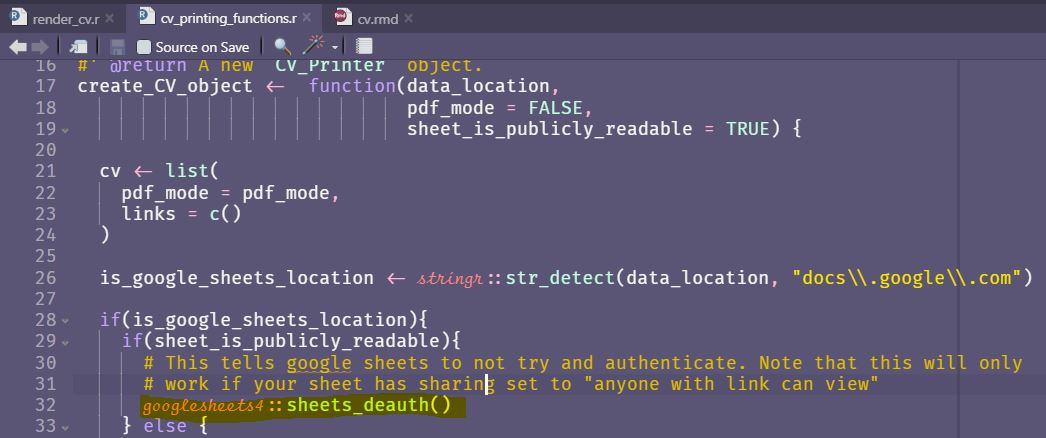 render_cv.r
cv_printing_functions.r
cv.rmd
Source on Save
16 #' @return A new `CV_Printer` object.
17 create_CV_object <- function(data_location,
18 pdf_mode = FALSE,
19 sheet_is_publicly_readable = TRUE) {
20
21 cv <- list(
22 pdf_mode = pdf_mode,
23 links = c()
24 )
25
26 is_google_sheets_location <- stringr::str_detect(data_location, "docs\\.google\\.com")
27
28 if(is_google_sheets_location){
29 if(sheet_is_publicly_readable){
30 # This tells google sheets to not try and authenticate. Note that this will only
31 # work if your sheet has sharing set to "anyone with link can view"
32 googlesheets4::sheets_deauth()
33 } else {